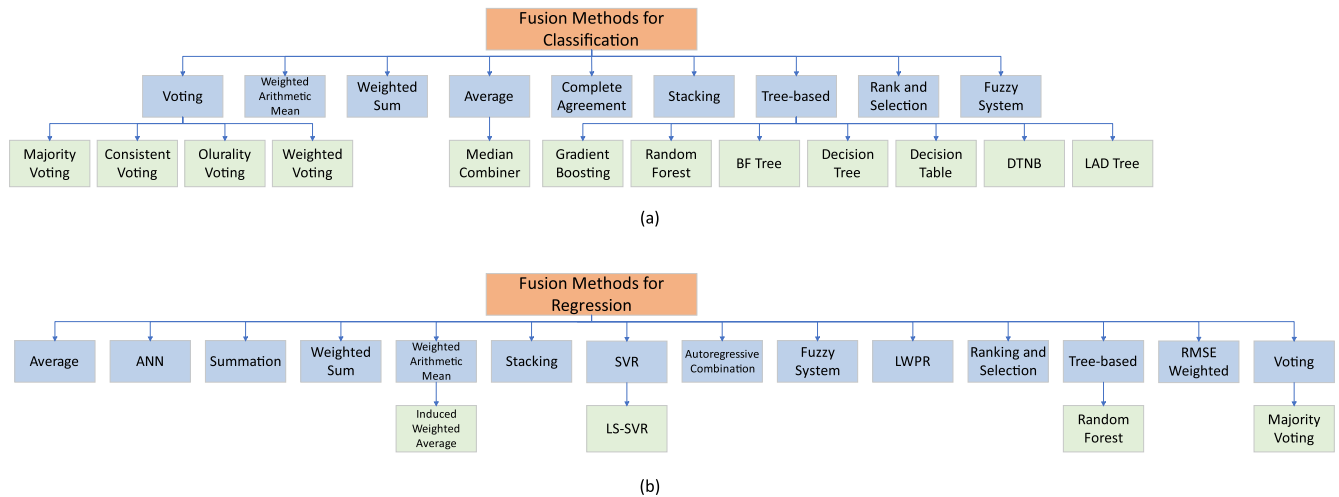 Fusion Methods for
Classification
Voting
Weighted
Arithmetic
Mean
Weighted
Sum
Average
Complete
Agreement
Stacking
Tree-based
Rank and
Selection
Fuzzy
System
Majority
Voting
Consistent
Voting
Olurality
Voting
Weighted
Voting
Median
Combiner
Gradient
Boosting
Random
Forest
BF Tree
Decision
Tree
Decision
Table
DTNB
LAD Tree
(a)
Fusion Methods for
Regression
Average
ANN
Summation
Weighted
Sum
Weighted
Arithmetic
Mean
Stacking
SVR
Autoregressive
Combination
Fuzzy
System
LWPR
Ranking and
Selection
Tree-based
RMSE
Weighted
Voting
Induced
Weighted
Average
LS-SVR
Random
Forest
Majority
Voting
(b)